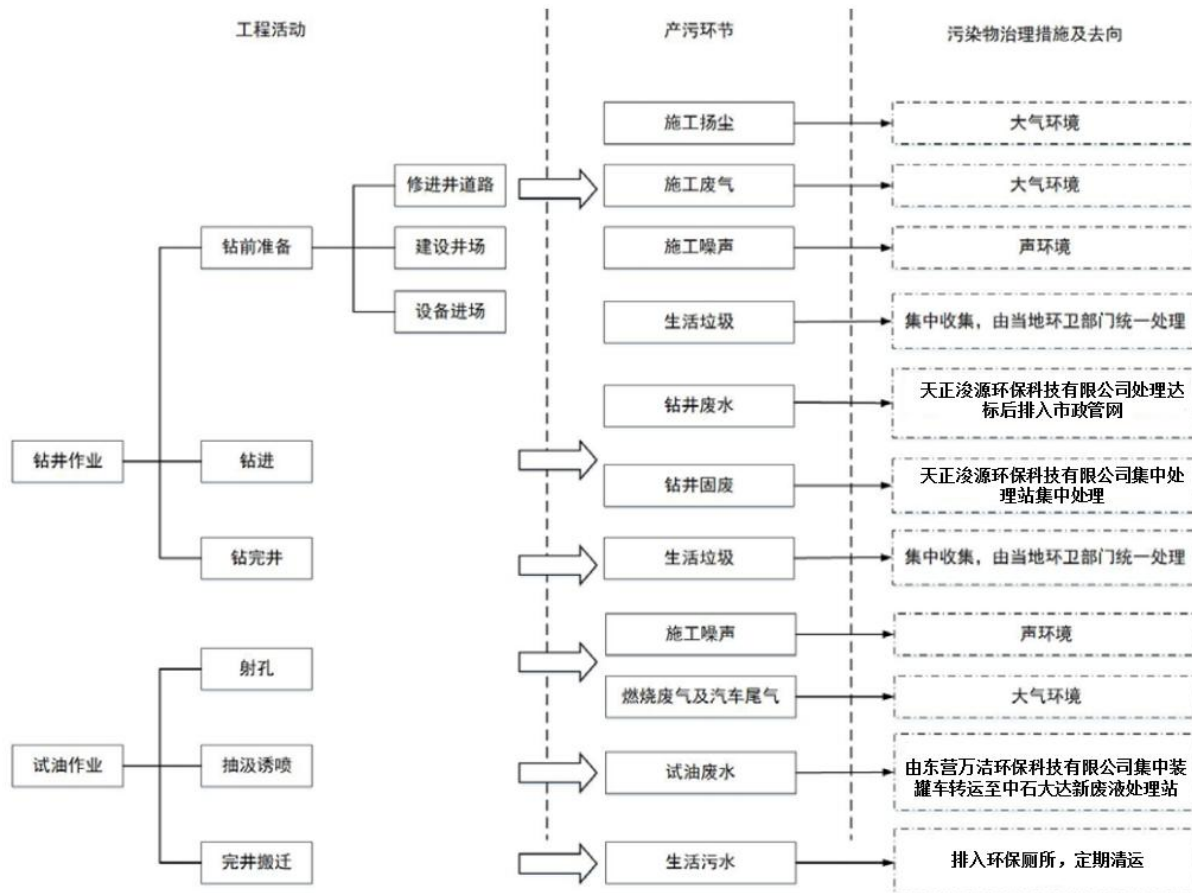 工程活动
产污环节
污染物治理措施及去向
施工扬尘
大气环境
修进井道路
施工废气
大气环境
钻前准备
建设井场
施工噪声
声环境
设备进场
生活垃圾
集中收集，由当地环卫部门统一处理
钻井废水
天正浚源环保科技有限公司处理达
标后排入市政管网
钻井作业
钻进
钻井固废
天正浚源环保科技有限公司集中处
理站集中处理
钻完井
生活垃圾
集中收集，由当地环卫部门统一处理
施工噪声
声环境
射孔
燃烧废气及汽车尾气
大气环境
试油作业
抽汲诱喷
试油废水
由东营万洁环保科技有限公司集中装
罐车转运至中石大达新废液处理站
完井搬迁
生活污水
排入环保厕所，定期清运